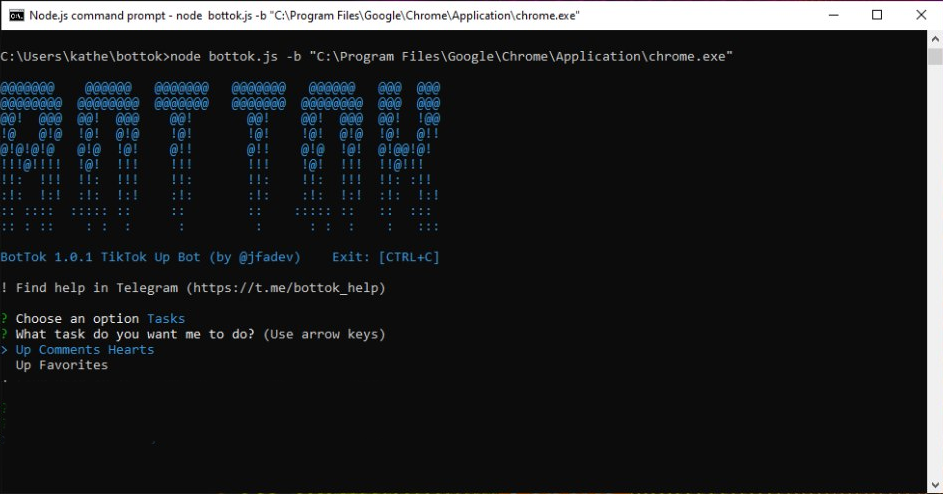 Node.js command prompt - node  bottok.js -b "C:\Program Files\Google\Chrome\Application\chrome.exe"
C:\Users\kathe\bottok>node bottok.js -b "C:\Program Files\Google\Chrome\Application\chrome.exe"
BOTTOK
BotTok 1.0.1 TikTok Up Bot (by @jfadev)    Exit: [CTRL+C]
! Find help in Telegram (https://t.me/bottok_help)
? Choose an option Tasks
? What task do you want me to do? (Use arrow keys)
> Up Comments Hearts
  Up Favorites